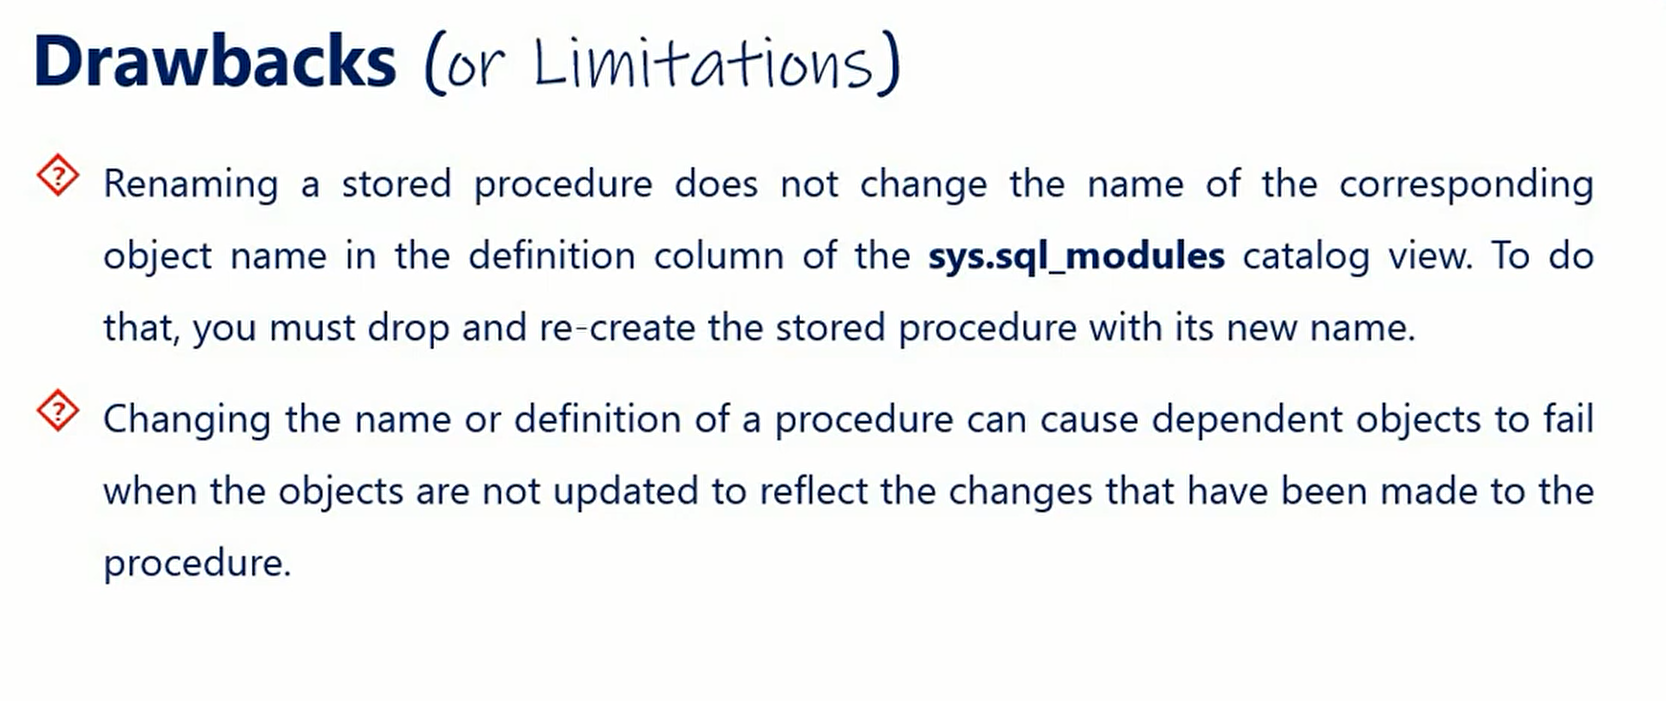 Drawbacks (or Limitations)
Renaming a stored procedure does not change the name of the corresponding
object name in the definition column of the sys.sql_modules catalog view. To do
that, you must drop and re-create the stored procedure with its new name.
Changing the name or definition of a procedure can cause dependent objects to fail
when the objects are not updated to reflect the changes that have been made to the
procedure.